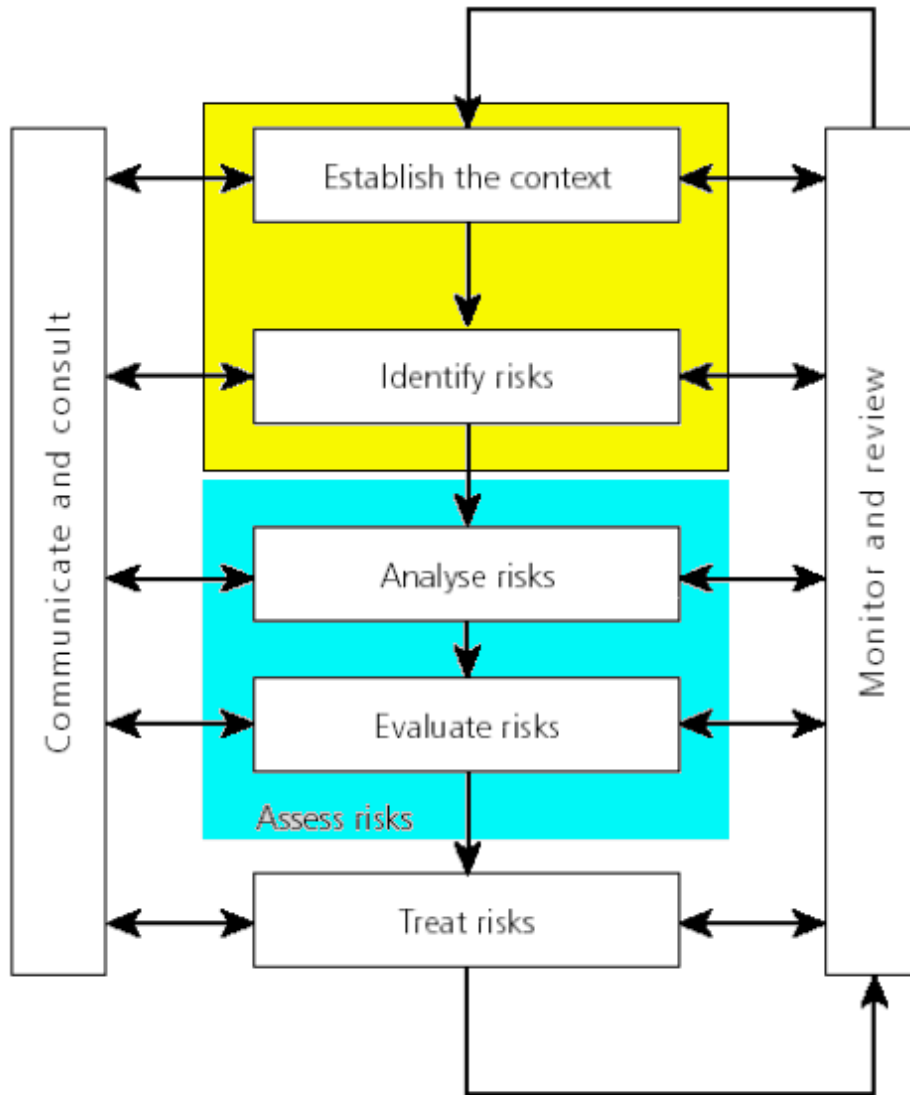 Establish the context
Communicate and consult
Identify risks
Monitor and review
Analyse risks
Evaluate risks
Assess risks
Treat risks